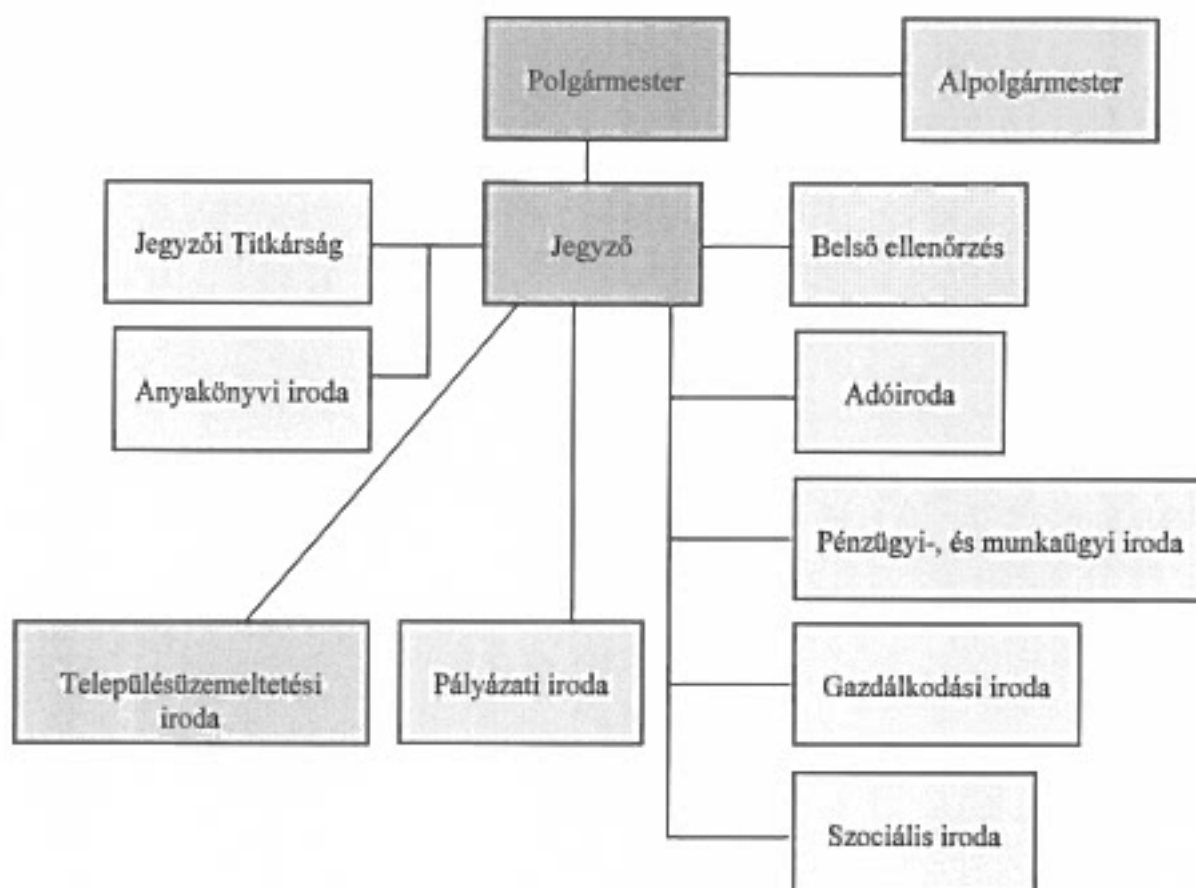 Polgármester
Alpolgármester
Jegyzői Titkárság
Jegyző
Belső ellenőrzés
Anyakönyvi iroda
Adóiroda
Pénzügyi-, és munkaügyi iroda
Településüzemeltetési
iroda
Pályázati iroda
Gazdálkodási iroda
Szociális iroda